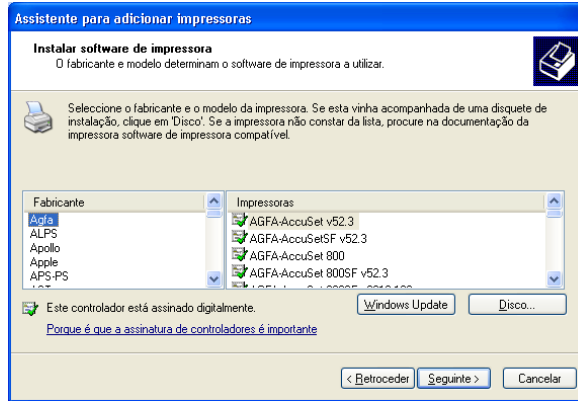 Assistente para adicionar impressoras
Instalar software de impressora
O fabricante e modelo determinam o software de impressora a utilizar.
Seleccione o fabricante e o modelo da impressora. Se esta vinha acompanhada de uma disquete de
instalação, clique em 'Disco'. Se a impressora não constar da lista, procure na documentação da
impressora software de impressora compatível.
Fabricante
Agfa
ALPS
Apollo
Apple
APS-PS
Impressoras
AGFA-AccuSet v52.3
AGFA-AccuSetSF v52.3
AGFA-AccuSet 800
AGFA-AccuSet 800SF v52.3
Este controlador está assinado digitalmente.
Windows Update
Disco...
Porque é que a assinatura de controladores é importante
< Retroceder
Seguinte >
Cancelar